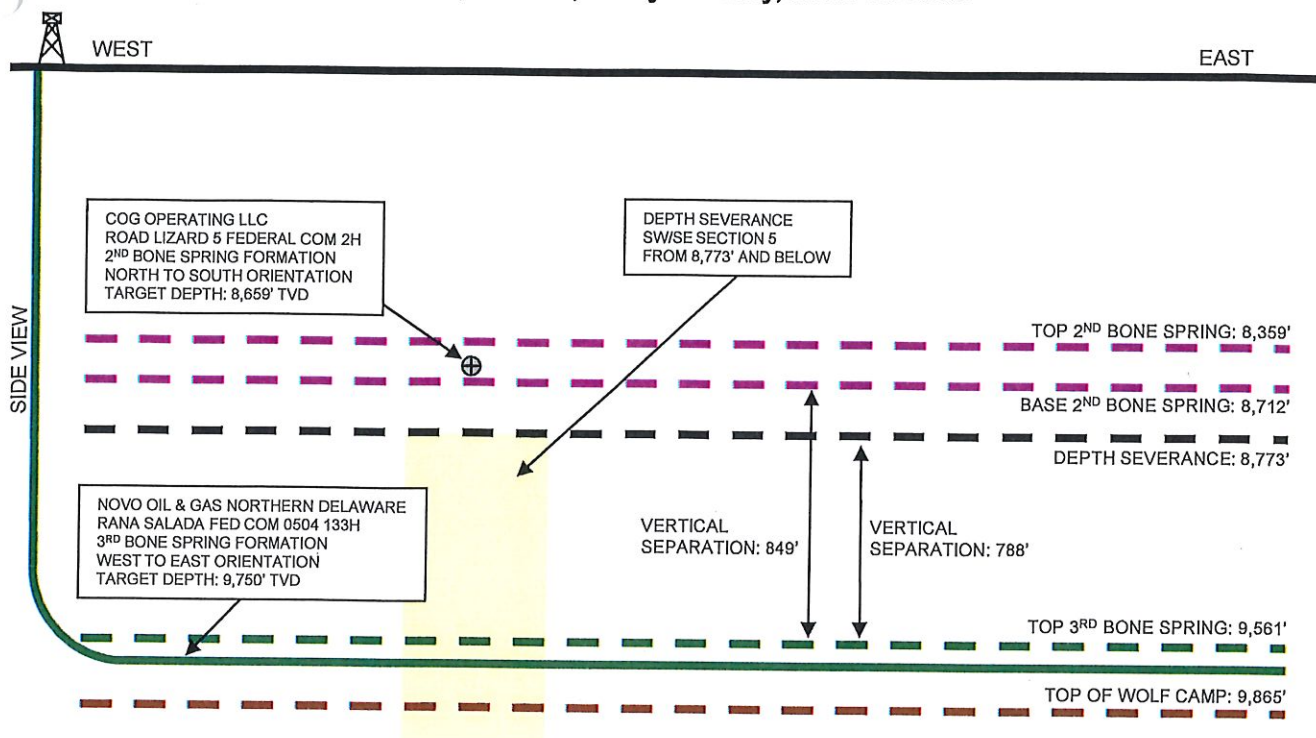 WEST
EAST
SIDE VIEW
COG OPERATING LLC
ROAD LIZARD 5 FEDERAL COM 2H
2ND BONE SPRING FORMATION
NORTH TO SOUTH ORIENTATION
TARGET DEPTH: 8,659' TVD
DEPTH SEVERANCE
SW/SE SECTION 5
FROM 8,773' AND BELOW
TOP 2ND BONE SPRING: 8,359'
BASE 2ND BONE SPRING: 8,712'
DEPTH SEVERANCE: 8,773'
NOVO OIL & GAS NORTHERN DELAWARE
RANA SALADA FED COM 0504 133H
3RD BONE SPRING FORMATION
WEST TO EAST ORIENTATION
TARGET DEPTH: 9,750' TVD
VERTICAL
SEPARATION: 849'
VERTICAL
SEPARATION: 788'
TOP 3RD BONE SPRING: 9,561'
TOP OF WOLF CAMP: 9,865'